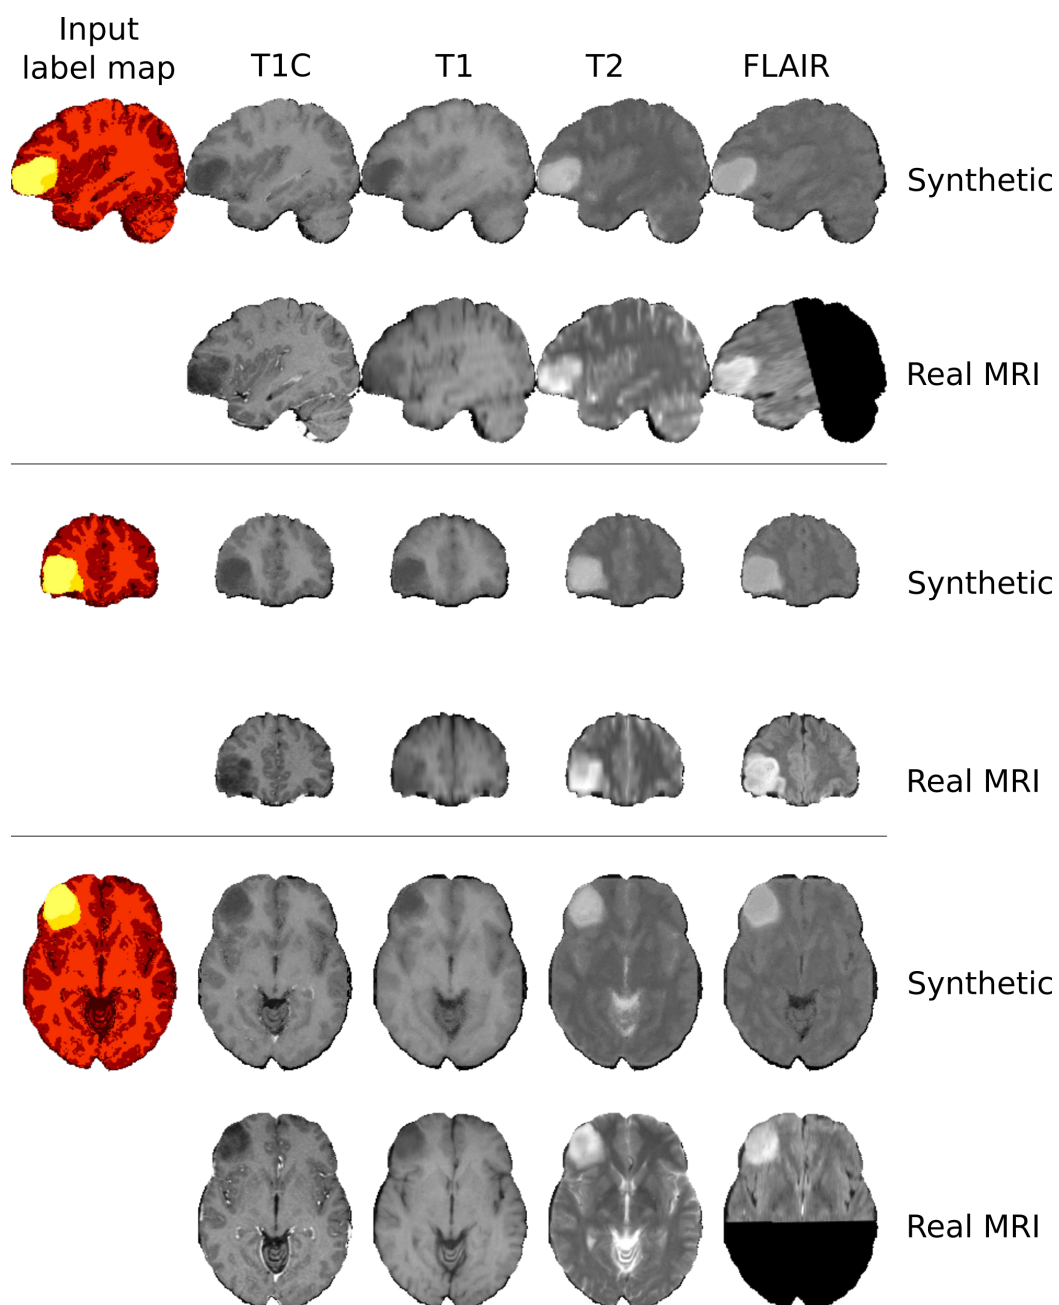 Input
label map
T1C
T1
T2
FLAIR
Synthetic
Real MRI
Synthetic
Real MRI
Synthetic
Real MRI